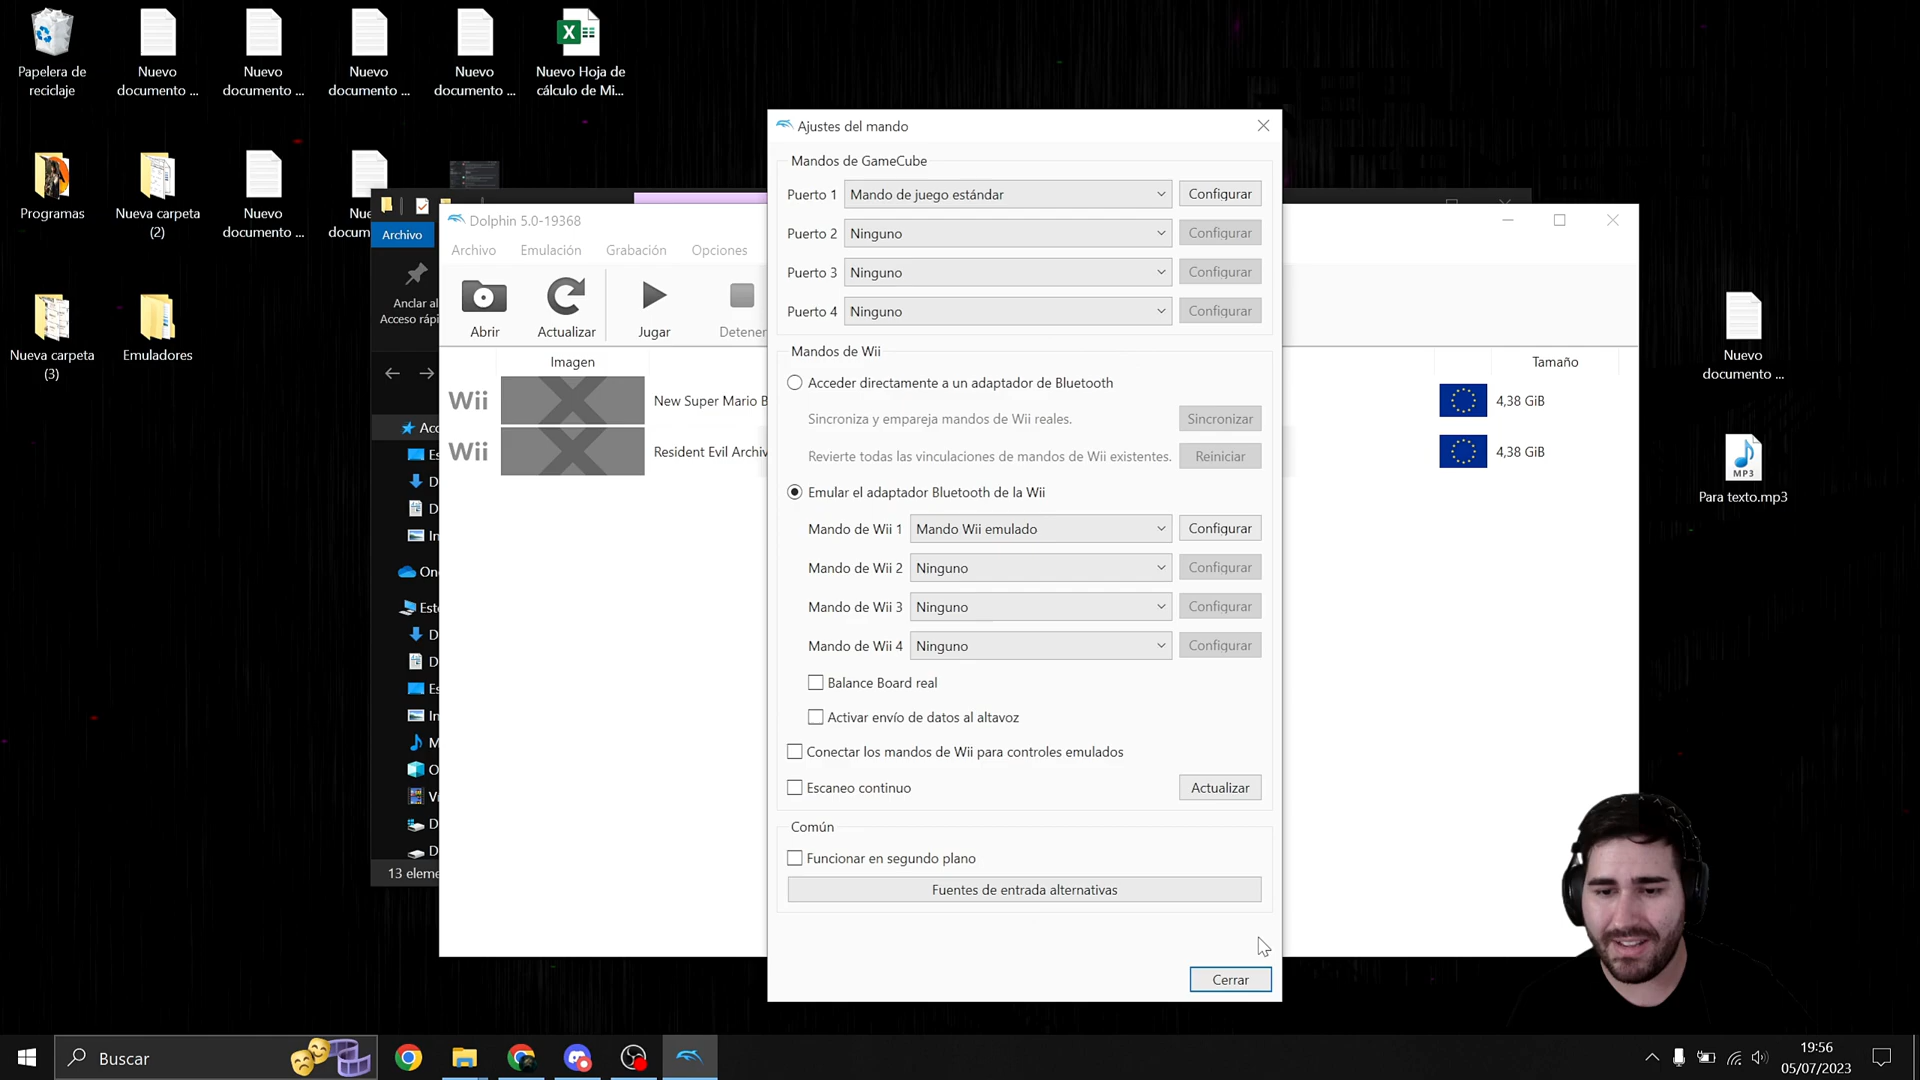 Papelera de
reciclaje
Nuevo
documento ...
Nuevo
documento ...
Nuevo
documento ...
Nuevo
documento ...
Nuevo Hoja de
cálculo de Mi...
Programas
Nueva carpeta
(2)
Nuevo
documento ...
Nueva carpeta
(3)
Emuladores
Nuevo
documento ...
MP3
Para texto.mp3
Archivo
Anclar al
Acceso rápi
13 eleme
Dolphin 5.0-19368
Archivo
Emulación
Grabación
Opciones
Abrir
Actualizar
Jugar
Detener
Imagen
Tamaño
Wii
New Super Mario B
4,38 GiB
Wii
Resident Evil Archiv
4,38 GiB
Ajustes del mando
Mandos de GameCube
Puerto 1 Mando de juego estándar Configurar
Puerto 2 Ninguno Configurar
Puerto 3 Ninguno Configurar
Puerto 4 Ninguno Configurar
Mandos de Wii
Acceder directamente a un adaptador de Bluetooth
Sincroniza y empareja mandos de Wii reales. Sincronizar
Revierte todas las vinculaciones de mandos de Wii existentes. Reiniciar
Emular el adaptador Bluetooth de la Wii
Mando de Wii 1 Mando Wii emulado Configurar
Mando de Wii 2 Ninguno Configurar
Mando de Wii 3 Ninguno Configurar
Mando de Wii 4 Ninguno Configurar
Balance Board real
Activar envío de datos al altavoz
Conectar los mandos de Wii para controles emulados
Escaneo continuo Actualizar
Común
Funcionar en segundo plano
Fuentes de entrada alternativas
Cerrar
Buscar
19:56
05/07/2023